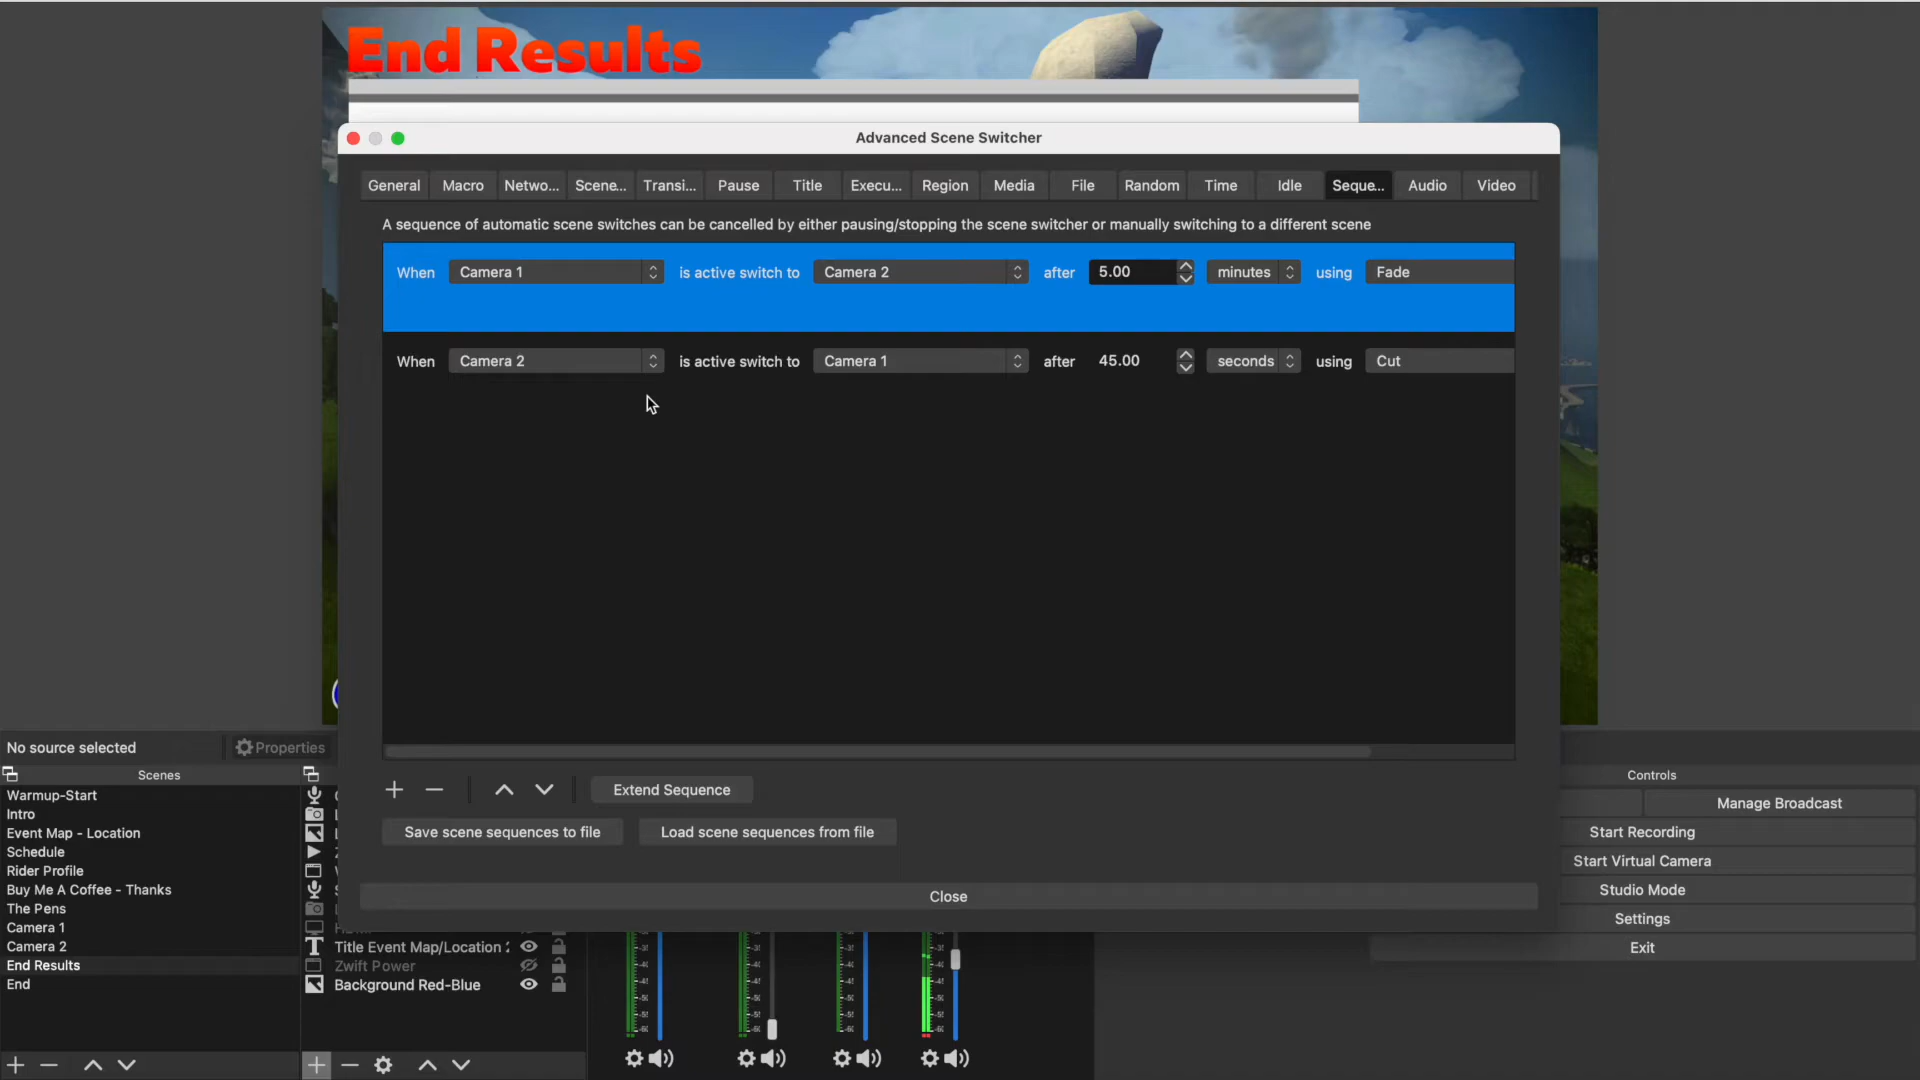 End Results
Advanced Scene Switcher
General Macro Netwo... Scene... Transi... Pause Title Execu... Region Media File Random Time Idle Seque... Audio Video
A sequence of automatic scene switches can be cancelled by either pausing/stopping the scene switcher or manually switching to a different scene
When Camera 1 is active switch to Camera 2 after 5.00 minutes using Fade
When Camera 2 is active switch to Camera 1 after 45.00 seconds using Cut
Extend Sequence
Save scene sequences to file Load scene sequences from file
Close
No source selected Properties
Scenes
Warmup-Start
Intro
Event Map - Location
Schedule
Rider Profile
Buy Me A Coffee - Thanks
The Pens
Camera 1
Camera 2
End Results
End
Title Event Map/Location
Zwift Power
Background Red-Blue
Controls
Manage Broadcast
Start Recording
Start Virtual Camera
Studio Mode
Settings
Exit